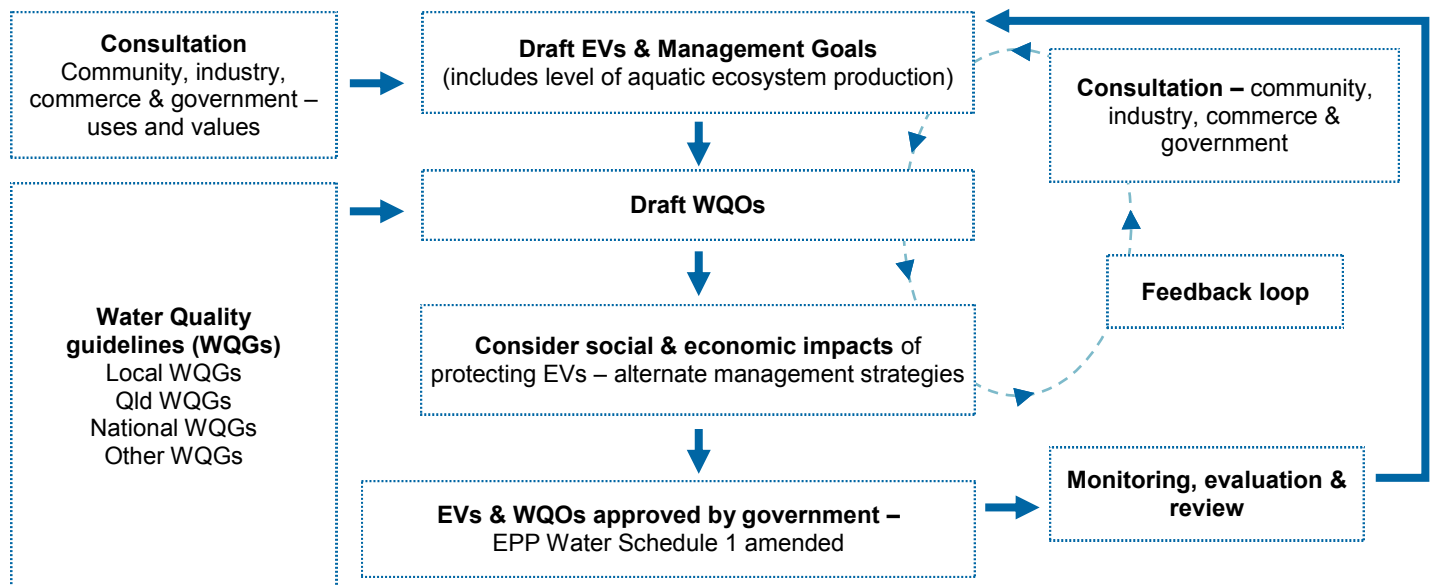 Consultation
Community, industry,
commerce & government –
uses and values
Draft EVs & Management Goals
(includes level of aquatic ecosystem production)
Consultation – community,
industry, commerce &
government
Draft WQOs
Water Quality
guidelines (WQGs)
Local WQGs
Qld WQGs
National WQGs
Other WQGs
Feedback loop
Consider social & economic impacts of
protecting EVs – alternate management strategies
EVs & WQOs approved by government –
EPP Water Schedule 1 amended
Monitoring, evaluation &
review